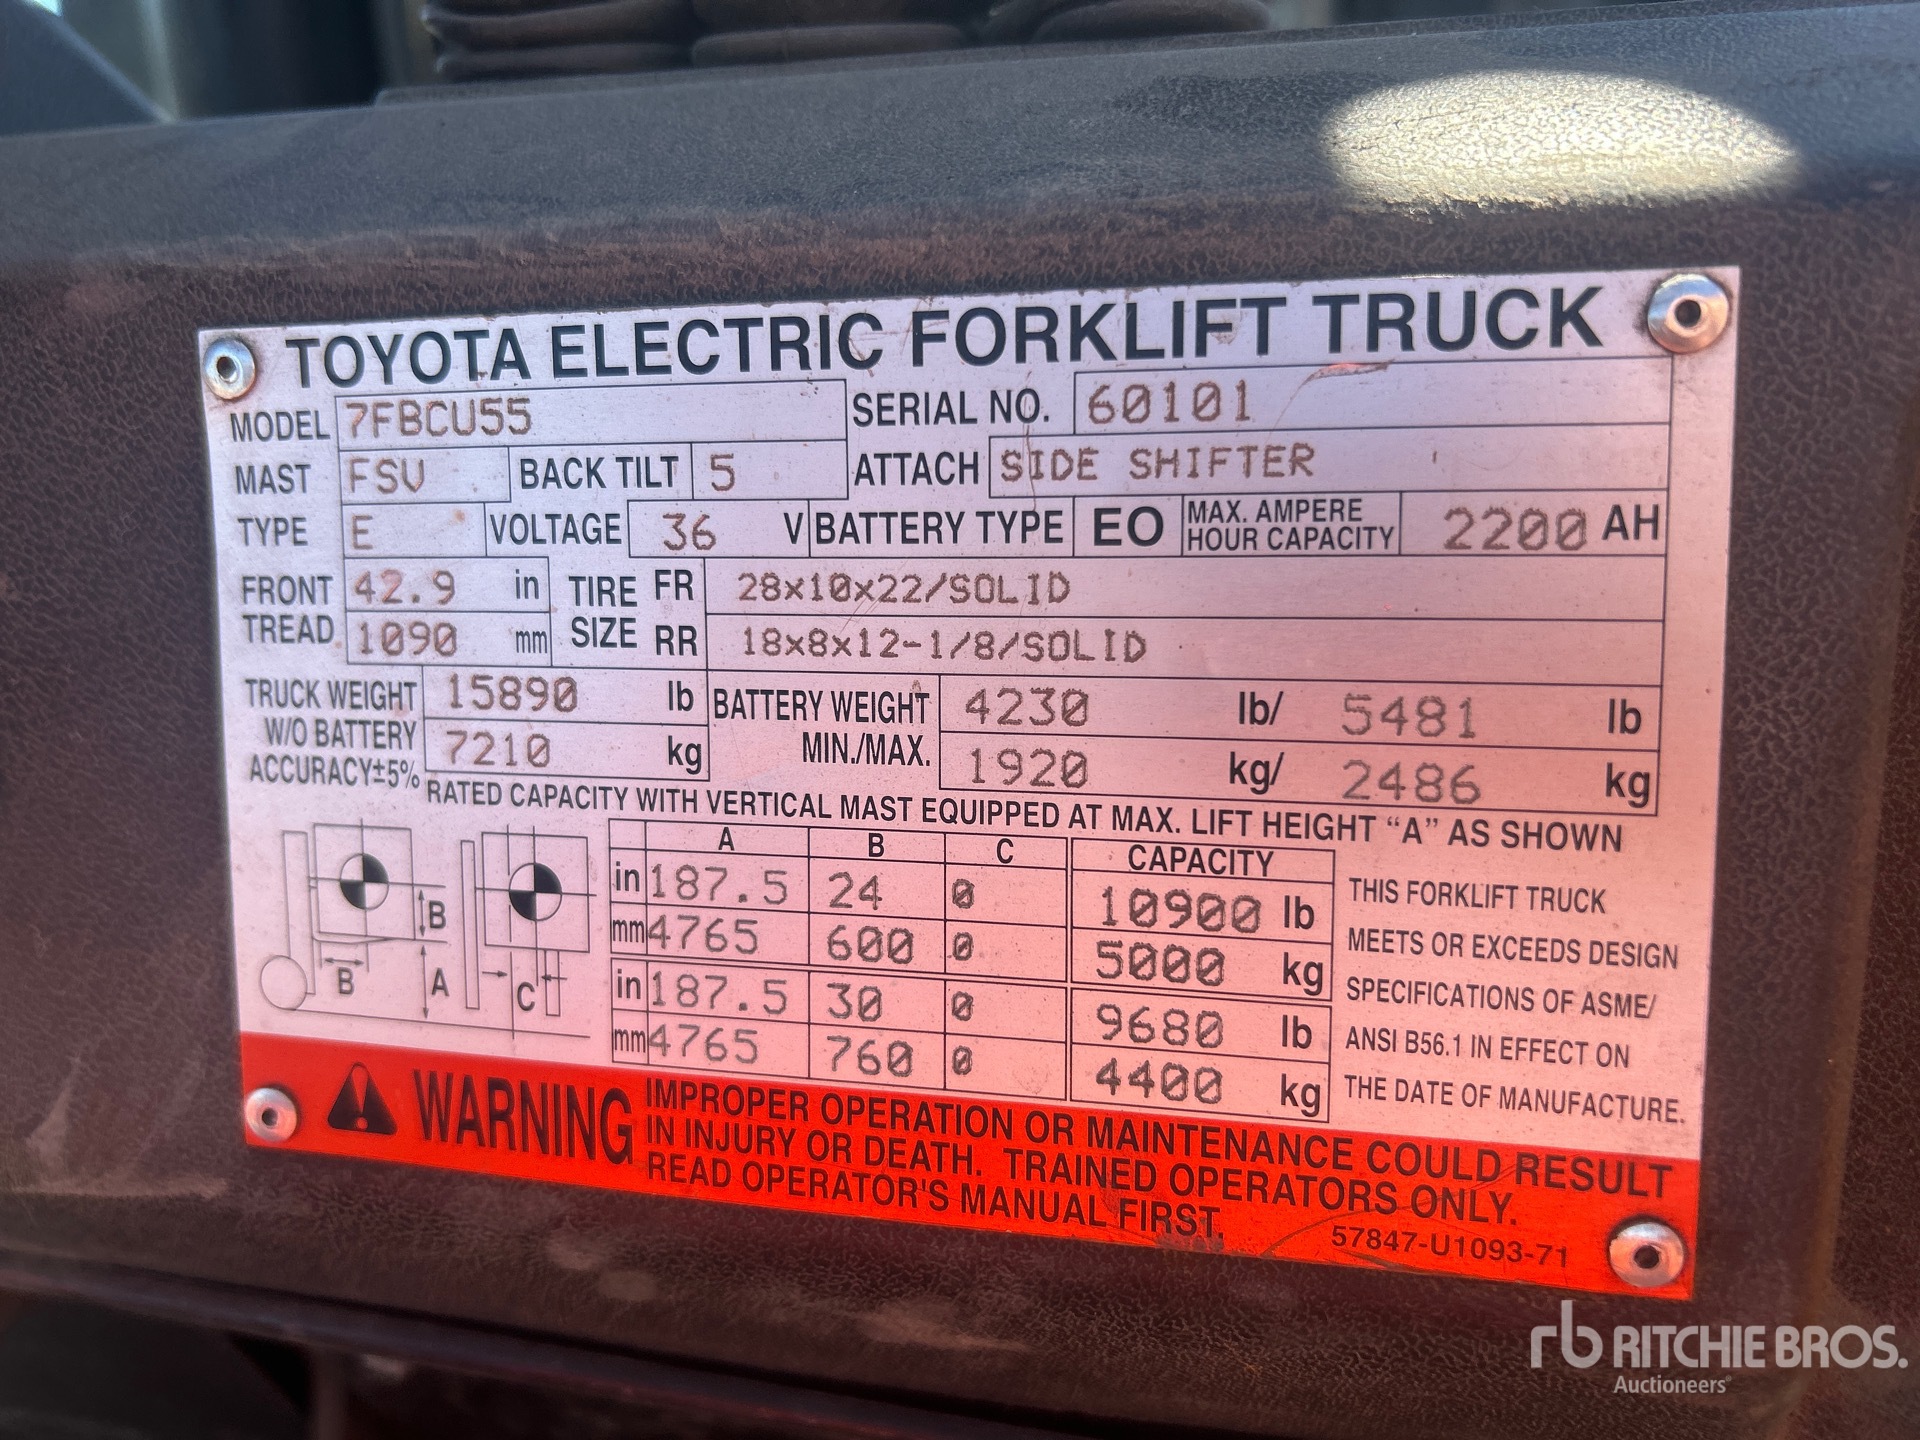 TOYOTA ELECTRIC FORKLIFT TRUCK
MODEL 7FBCU55 SERIAL NO. 60101
MAST FSV BACK TILT 5 ATTACH SIDE SHIFTER
TYPE E VOLTAGE 36 V BATTERY TYPE EO MAX. AMPERE HOUR CAPACITY 2200 AH
FRONT TREAD 42.9 in TIRE SIZE FR 28x10x22/SOLID
1090 mm RR 18x8x12-1/8/SOLID
TRUCK WEIGHT 15890 lb BATTERY WEIGHT 4230 lb/ 5481 lb
W/O BATTERY 7210 kg MIN./MAX. 1920 kg/ 2486 kg
ACCURACY±5%
RATED CAPACITY WITH VERTICAL MAST EQUIPPED AT MAX. LIFT HEIGHT “A” AS SHOWN
A B C CAPACITY
in 187.5 24 0 10900 lb
mm 4765 600 0 5000 kg
in 187.5 30 0 9680 lb
mm 4765 760 0 4400 kg
B
B A C
THIS FORKLIFT TRUCK
MEETS OR EXCEEDS DESIGN
SPECIFICATIONS OF ASME/
ANSI B56.1 IN EFFECT ON
THE DATE OF MANUFACTURE.
WARNING
IMPROPER OPERATION OR MAINTENANCE COULD RESULT
IN INJURY OR DEATH. TRAINED OPERATORS ONLY.
READ OPERATOR'S MANUAL FIRST.
57847-U1093-71
rb RITCHIE BROS.
Auctioneers